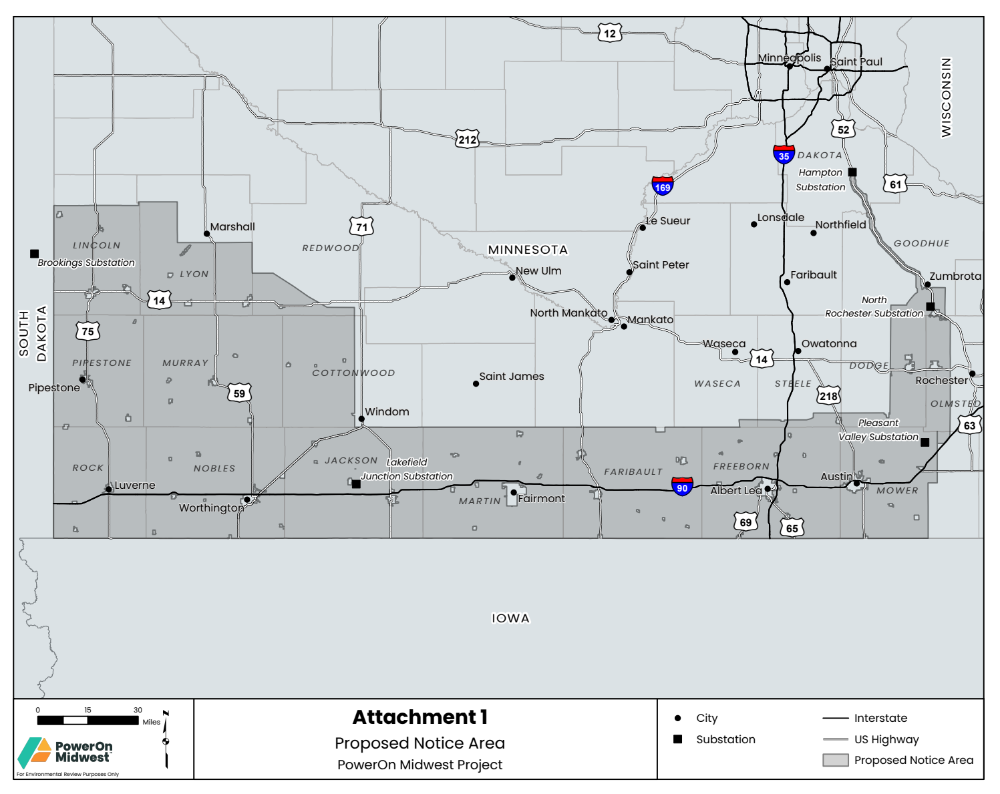 12
Minneapolis
Saint Paul
WISCONSIN
52
212
35
DAKOTA
Hampton
Substation
61
169
Marshall
71
Le Sueur
Lonsdale
Northfield
LINCOLN
REDWOOD
MINNESOTA
GOODHUE
Brookings Substation
LYON
New Ulm
Saint Peter
Faribault
Zumbrota
14
North
Rochester Substation
North Mankato
Mankato
SOUTH
DAKOTA
75
Waseca
14
Owatonna
PIPESTONE
MURRAY
COTTONWOOD
DODGE
Pipestone
Saint James
WASECA
STEELE
Rochester
59
218
OLMSTED
Windom
Pleasant
Valley Substation
63
ROCK
NOBLES
JACKSON
Lakefield
Junction Substation
FARIBAULT
FREEBORN
Luverne
90
Austin
Albert Lea
MOWER
Worthington
MARTIN
Fairmont
69
65
IOWA
0 15 30
Miles
N
PowerOn
Midwest
For Environmental Review Purposes Only
Attachment 1
Proposed Notice Area
PowerOn Midwest Project
City
Substation
Interstate
US Highway
Proposed Notice Area